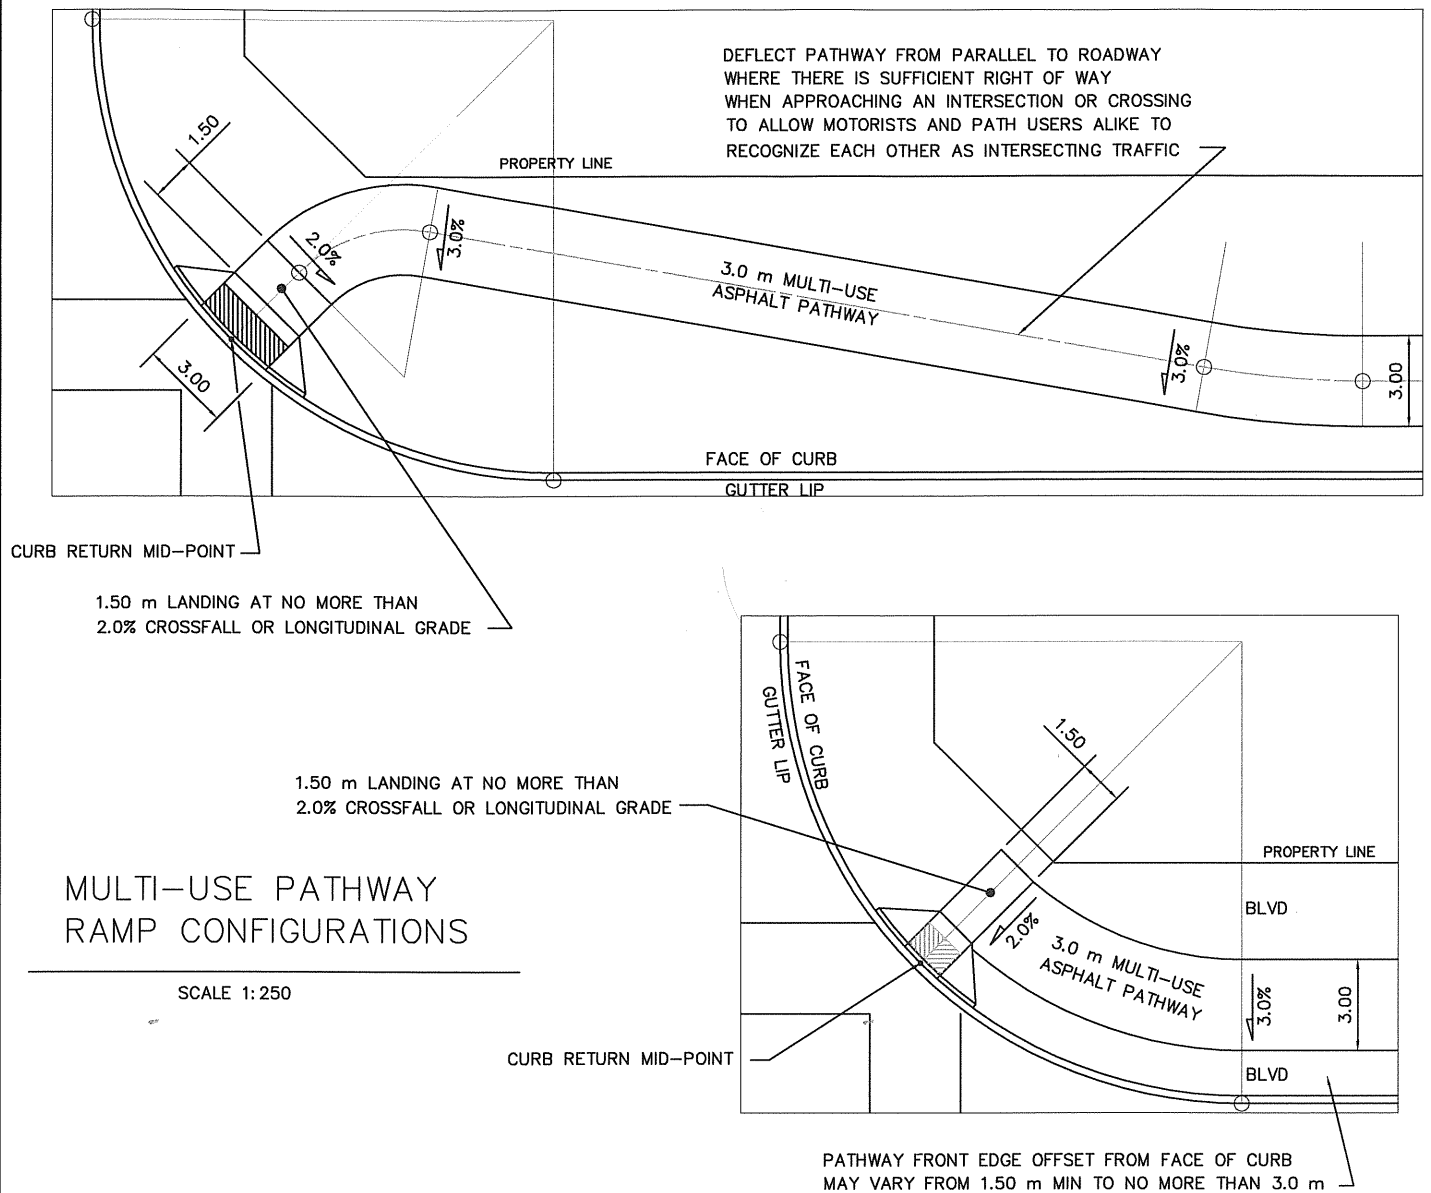 DEFLECT PATHWAY FROM PARALLEL TO ROADWAY
WHERE THERE IS SUFFICIENT RIGHT OF WAY
WHEN APPROACHING AN INTERSECTION OR CROSSING
TO ALLOW MOTORISTS AND PATH USERS ALIKE TO
RECOGNIZE EACH OTHER AS INTERSECTING TRAFFIC
1.50
PROPERTY LINE
2.0%
3.0%
3.0 m MULTI-USE
ASPHALT PATHWAY
3.0%
3.00
3.00
FACE OF CURB
GUTTER LIP
CURB RETURN MID-POINT
1.50 m LANDING AT NO MORE THAN
2.0% CROSSFALL OR LONGITUDINAL GRADE
FACE OF CURB
GUTTER LIP
1.50
1.50 m LANDING AT NO MORE THAN
2.0% CROSSFALL OR LONGITUDINAL GRADE
PROPERTY LINE
BLVD
2.0%
3.0 m MULTI-USE
ASPHALT PATHWAY
3.0%
3.00
BLVD
MULTI-USE PATHWAY
RAMP CONFIGURATIONS
SCALE 1:250
CURB RETURN MID-POINT
PATHWAY FRONT EDGE OFFSET FROM FACE OF CURB
MAY VARY FROM 1.50 m MIN TO NO MORE THAN 3.0 m